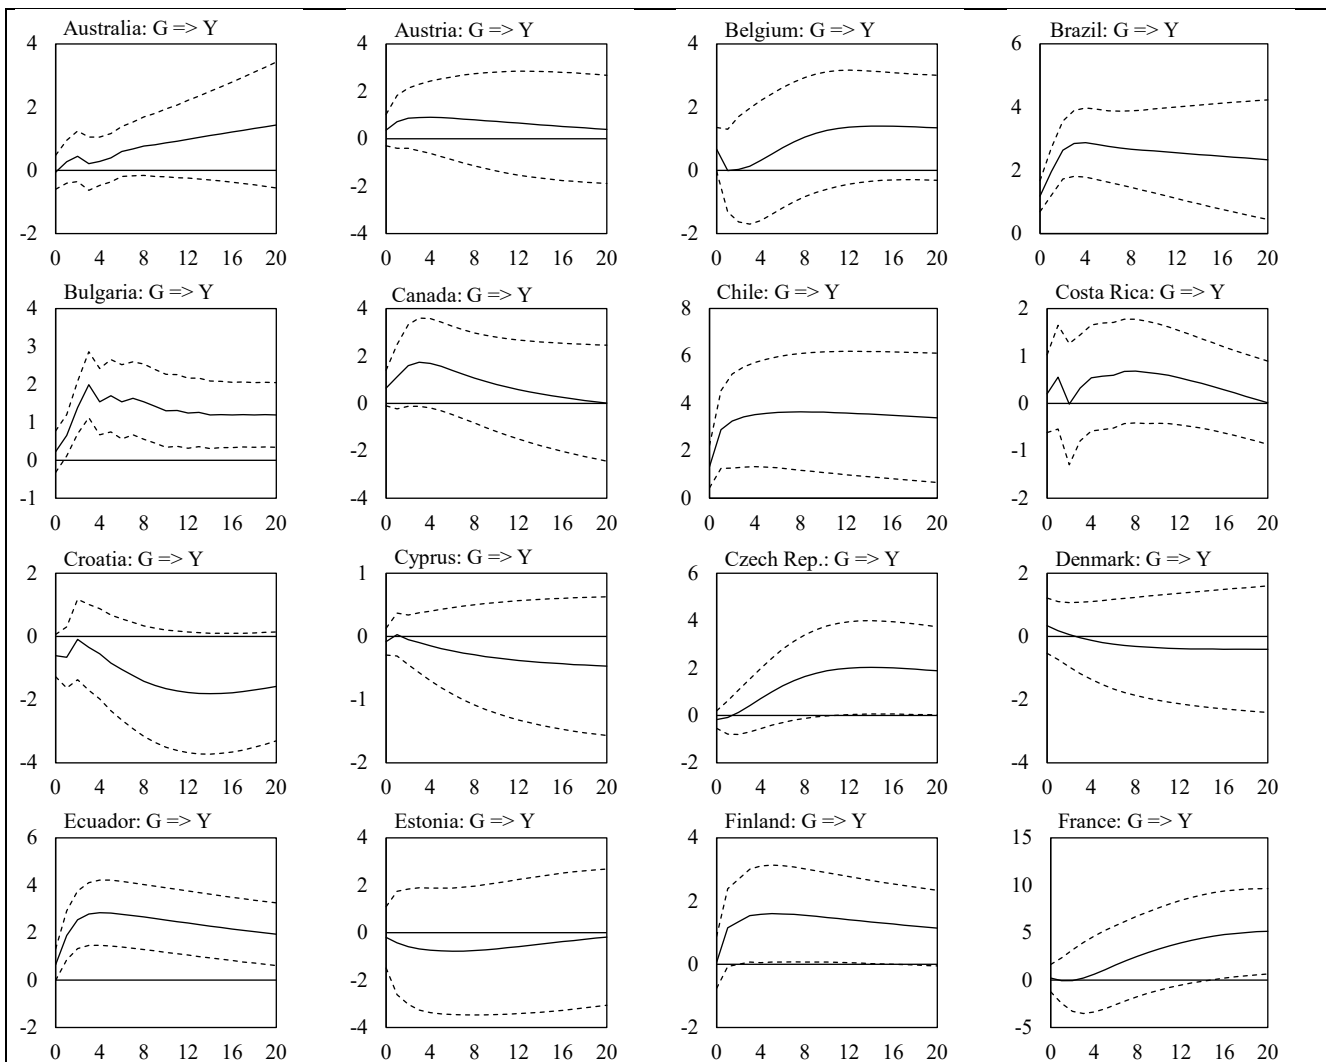 Australia: G => Y Austria: G => Y Belgium: G => Y Brazil: G => Y
4 4 4 6
2 2 2 4
0 0 0 2
-2 -2 0
-4 -2
0 4 8 12 16 20 0 4 8 12 16 20 0 4 8 12 16 20 0 4 8 12 16 20
Bulgaria: G => Y Canada: G => Y Chile: G => Y Costa Rica: G => Y
4 4 8 2
3 2 6 1
2 0 4 0
1 -2 2 -1
0 -4 0 -2
-1
0 4 8 12 16 20 0 4 8 12 16 20 0 4 8 12 16 20 0 4 8 12 16 20
Croatia: G => Y Cyprus: G => Y Czech Rep.: G => Y Denmark: G => Y
2 1 6 2
0 0 4 0
-2 -1 2 -2
-4 -2 0 -4
-2
0 4 8 12 16 20 0 4 8 12 16 20 0 4 8 12 16 20 0 4 8 12 16 20
Ecuador: G => Y Estonia: G => Y Finland: G => Y France: G => Y
6 4 4 15
4 2 2 10
2 0 0 5
0 -2 -2 0
-2 -4 -5
0 4 8 12 16 20 0 4 8 12 16 20 0 4 8 12 16 20 0 4 8 12 16 20